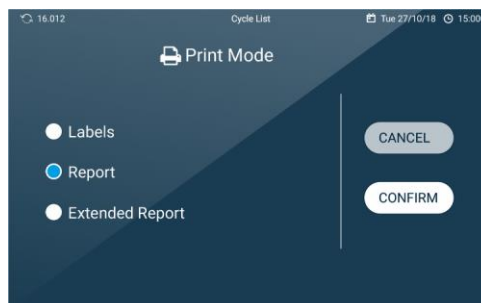 16.012
Cycle List
Tue 27/10/18
15:00
Print Mode
Labels
Report
Extended Report
CANCEL
CONFIRM